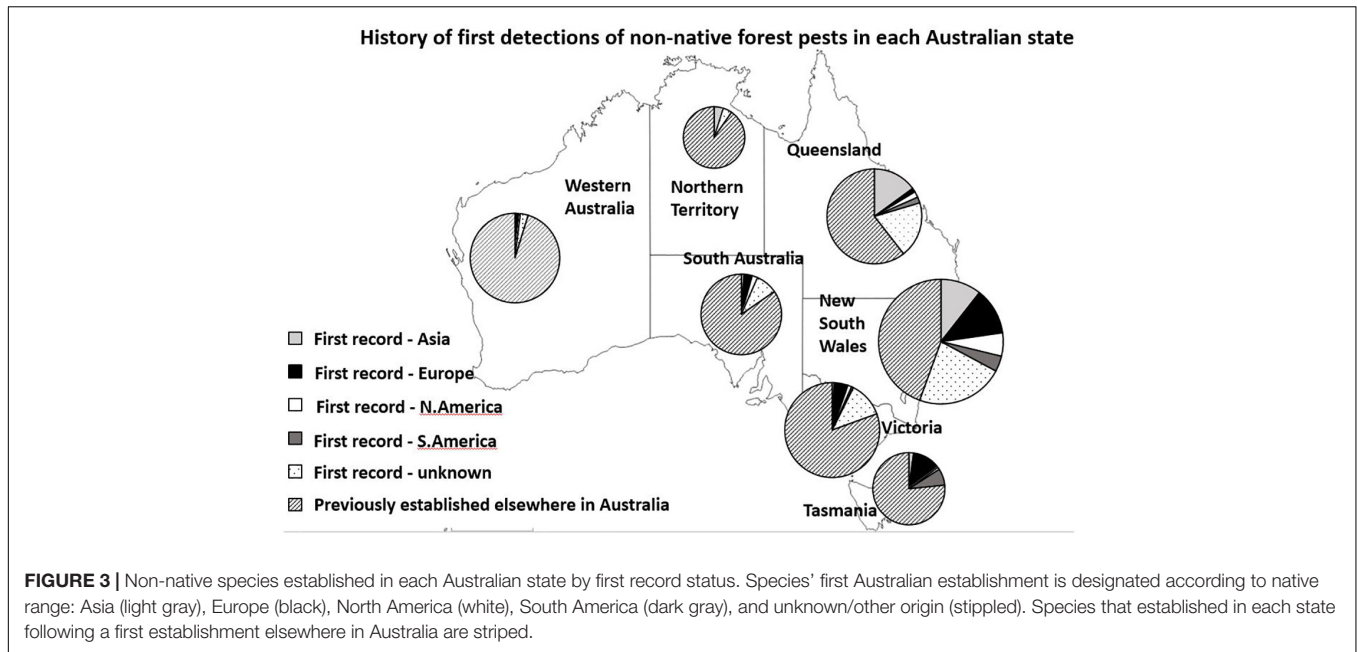 History of first detections of non-native forest pests in each Australian state
Queensland
Western
Australia
Northern
Territory
South Australia
New
South
Wales
Victoria
Tasmania
First record - Asia
First record - Europe
First record - N.America
First record - S.America
First record - unknown
Previously established elsewhere in Australia
FIGURE 3 | Non-native species established in each Australian state by first record status. Species’ first Australian establishment is designated according to native
range: Asia (light gray), Europe (black), North America (white), South America (dark gray), and unknown/other origin (stippled). Species that established in each state
following a first establishment elsewhere in Australia are striped.